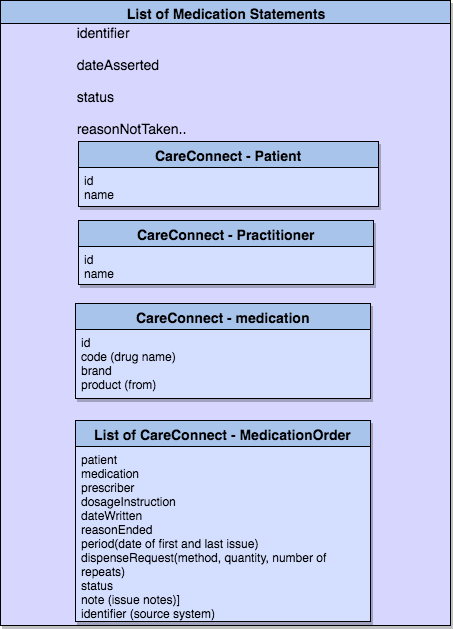 List of Medication Statements
identifier
dateAsserted
status
reasonNotTaken..
CareConnect - Patient
id
name
CareConnect - Practitioner
id
name
CareConnect - medication
id
code (drug name)
brand
product (from)
List of CareConnect - MedicationOrder
patient
medication
prescriber
dosageInstruction
dateWritten
reasonEnded
period(date of first and last issue)
dispenseRequest(method, quantity, number of
repeats)
status
note (issue notes)]
identifier (source system)